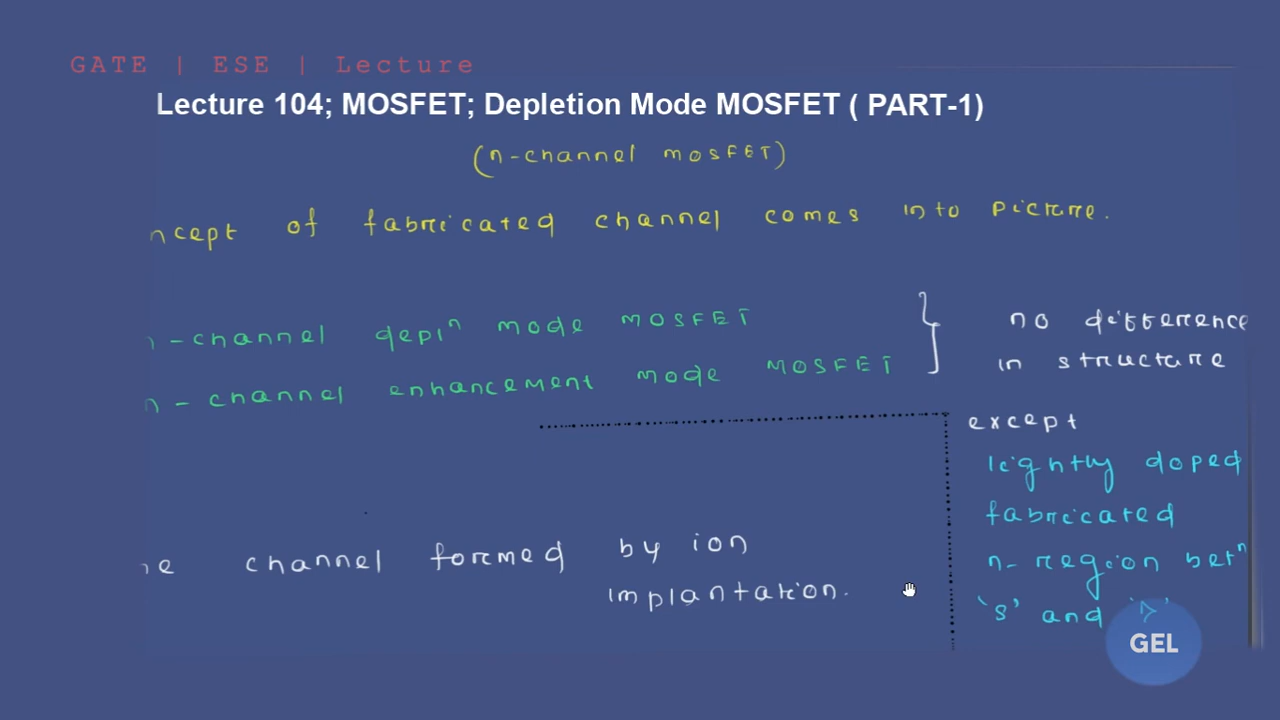 GATE | ESE | Lecture
Lecture 104; MOSFET; Depletion Mode MOSFET ( PART-1)
(n-channel MOSFET)
ncept of fabricated channel comes into picture.
n-channel depln mode MOSFET
n-channel enhancement mode MOSFET
} no difference
in structure
except
lightly doped
fabricated
n-region betn
'S' and 'D'
ne channel formed by ion
implantation.
GEL